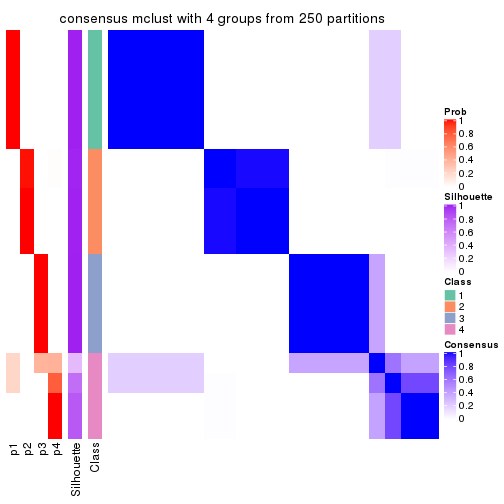 consensus mclust with 4 groups from 250 partitions
Prob
1
0.8
0.6
0.4
0.2
0
Silhouette
1
0.8
0.6
0.4
0.2
0
Class
1
2
3
4
Consensus
1
0.8
0.6
0.4
0.2
0
p1
p2
p3
p4
Silhouette
Class